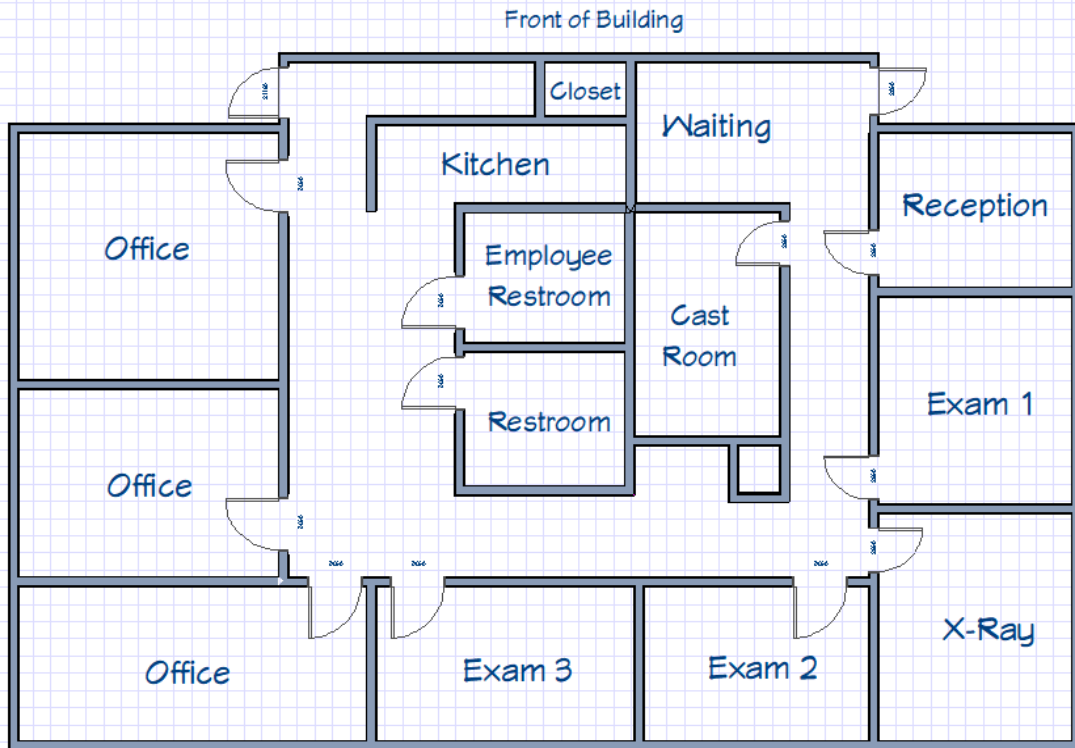 Front of Building
Closet
Waiting
Kitchen
Reception
Office
Employee
Restroom
Cast
Room
Exam 1
Restroom
Office
X-Ray
Office
Exam 3
Exam 2